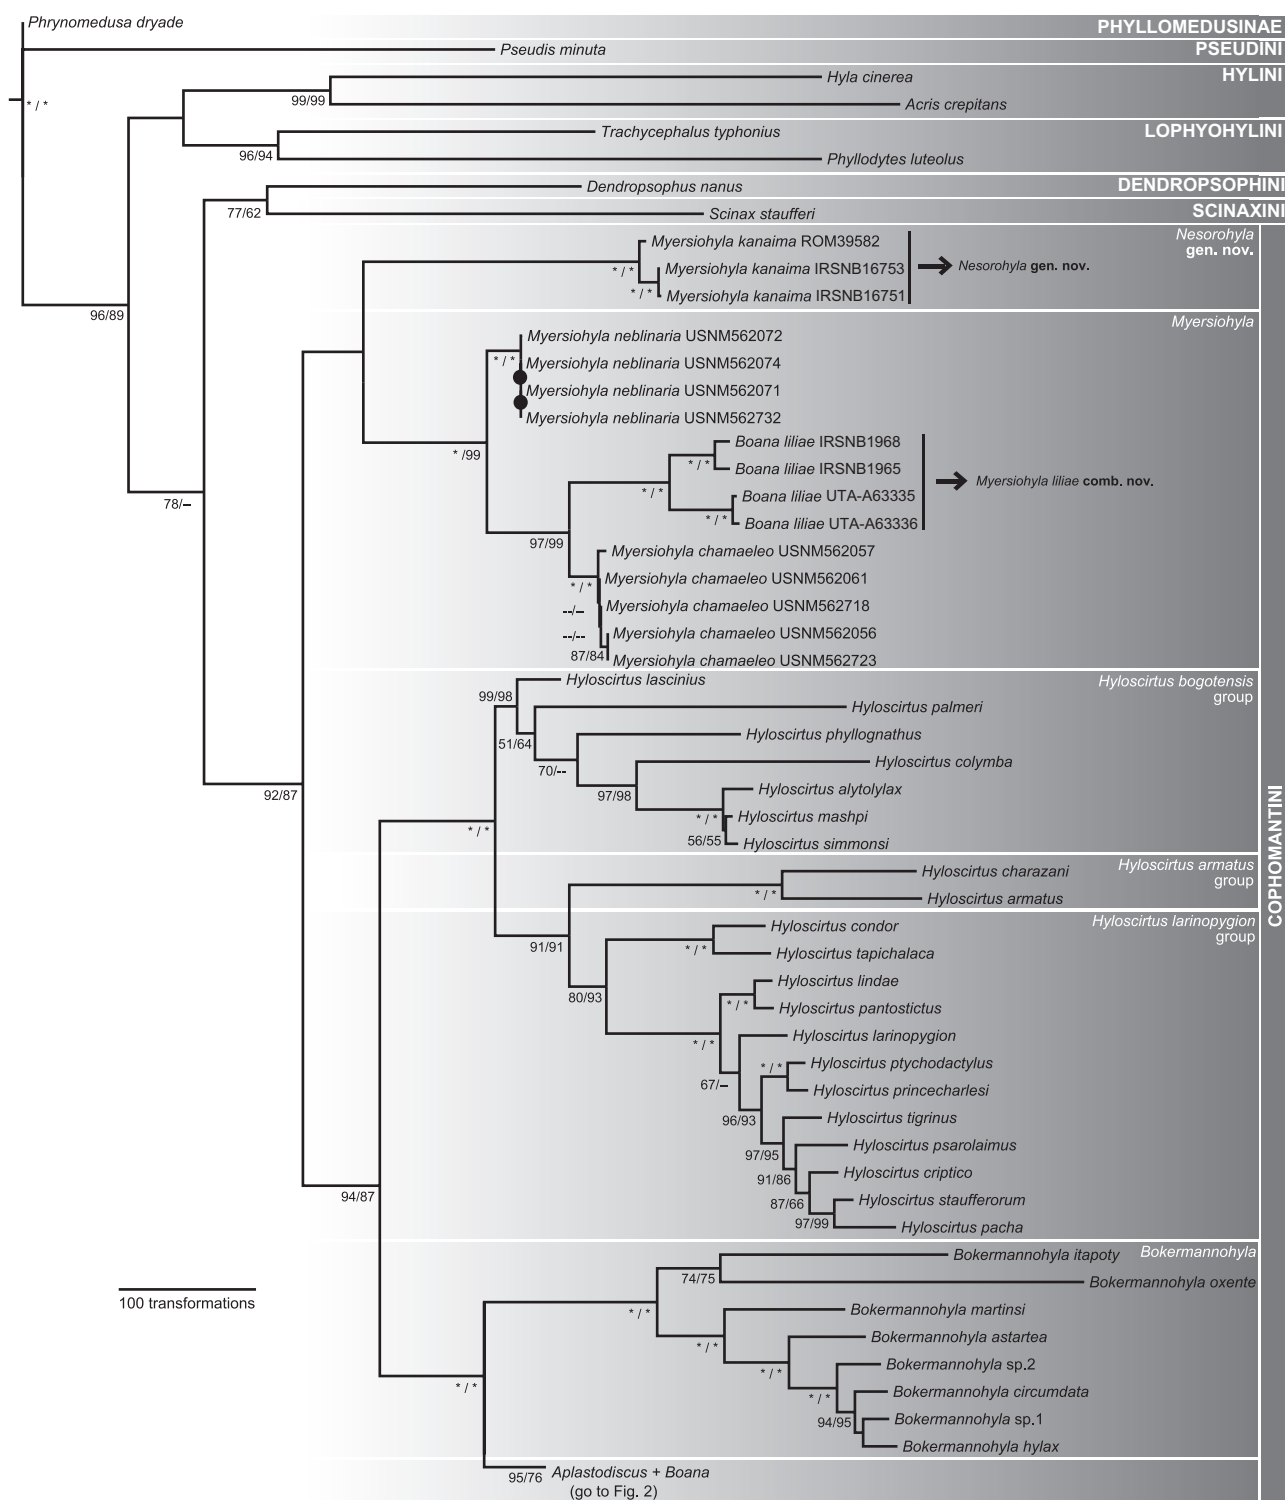 Phrynomedusa dryade
PHYLLOMEDUSINAE
Pseudis minuta
PSEUDINI
* / *
Hyla cinerea
HYLINI
99/99
Acris crepitans
Trachycephalus typhonius
LOPHYOHYLINI
96/94
Phyllodytes luteolus
Dendropsophus nanus
DENDROPSOPHINI
77/62
Scinax staufferi
SCINAXINI
Nesorohyla
gen. nov.
Myersiohyla kanaima ROM39582
* / *
Myersiohyla kanaima IRSNB16753
Nesorohyla gen. nov.
* / *
Myersiohyla kanaima IRSNB16751
96/89
Myersiohyla
Myersiohyla neblinaria USNM562072
* / *
Myersiohyla neblinaria USNM562074
Myersiohyla neblinaria USNM562071
Myersiohyla neblinaria USNM562732
* /99
Boana liliae IRSNB1968
* / *
Boana liliae IRSNB1965
* / *
Myersiohyla liliae comb. nov.
Boana liliae UTA-A63335
* / *
Boana liliae UTA-A63336
78/–
97/99
Myersiohyla chamaeleo USNM562057
* / *
Myersiohyla chamaeleo USNM562061
--/–
Myersiohyla chamaeleo USNM562718
--/--
Myersiohyla chamaeleo USNM562056
87/84
Myersiohyla chamaeleo USNM562723
Hyloscirtus bogotensis
group
99/98
Hyloscirtus lascinius
Hyloscirtus palmeri
51/64
Hyloscirtus phyllognathus
70/--
Hyloscirtus colymba
97/98
Hyloscirtus alytolylax
* / *
Hyloscirtus mashpi
56/55
Hyloscirtus simmonsi
92/87
* / *
Hyloscirtus armatus
group
Hyloscirtus charazani
* / *
Hyloscirtus armatus
COPHOMANTINI
Hyloscirtus larinopygion
group
91/91
Hyloscirtus condor
* / *
Hyloscirtus tapichalaca
80/93
Hyloscirtus lindae
* / *
Hyloscirtus pantostictus
* / *
Hyloscirtus larinopygion
67/–
* / *
Hyloscirtus ptychodactylus
Hyloscirtus princecharlesi
96/93
Hyloscirtus tigrinus
97/95
Hyloscirtus psarolaimus
91/86
Hyloscirtus criptico
87/66
Hyloscirtus staufferorum
97/99
Hyloscirtus pacha
94/87
Bokermannohyla
Bokermannohyla itapoty
74/75
Bokermannohyla oxente
* / *
Bokermannohyla martinsi
* / *
Bokermannohyla astartea
* / *
Bokermannohyla sp.2
* / *
Bokermannohyla circumdata
94/95
Bokermannohyla sp.1
Bokermannohyla hylax
100 transformations
* / *
95/76
Aplastodiscus + Boana
(go to Fig. 2)